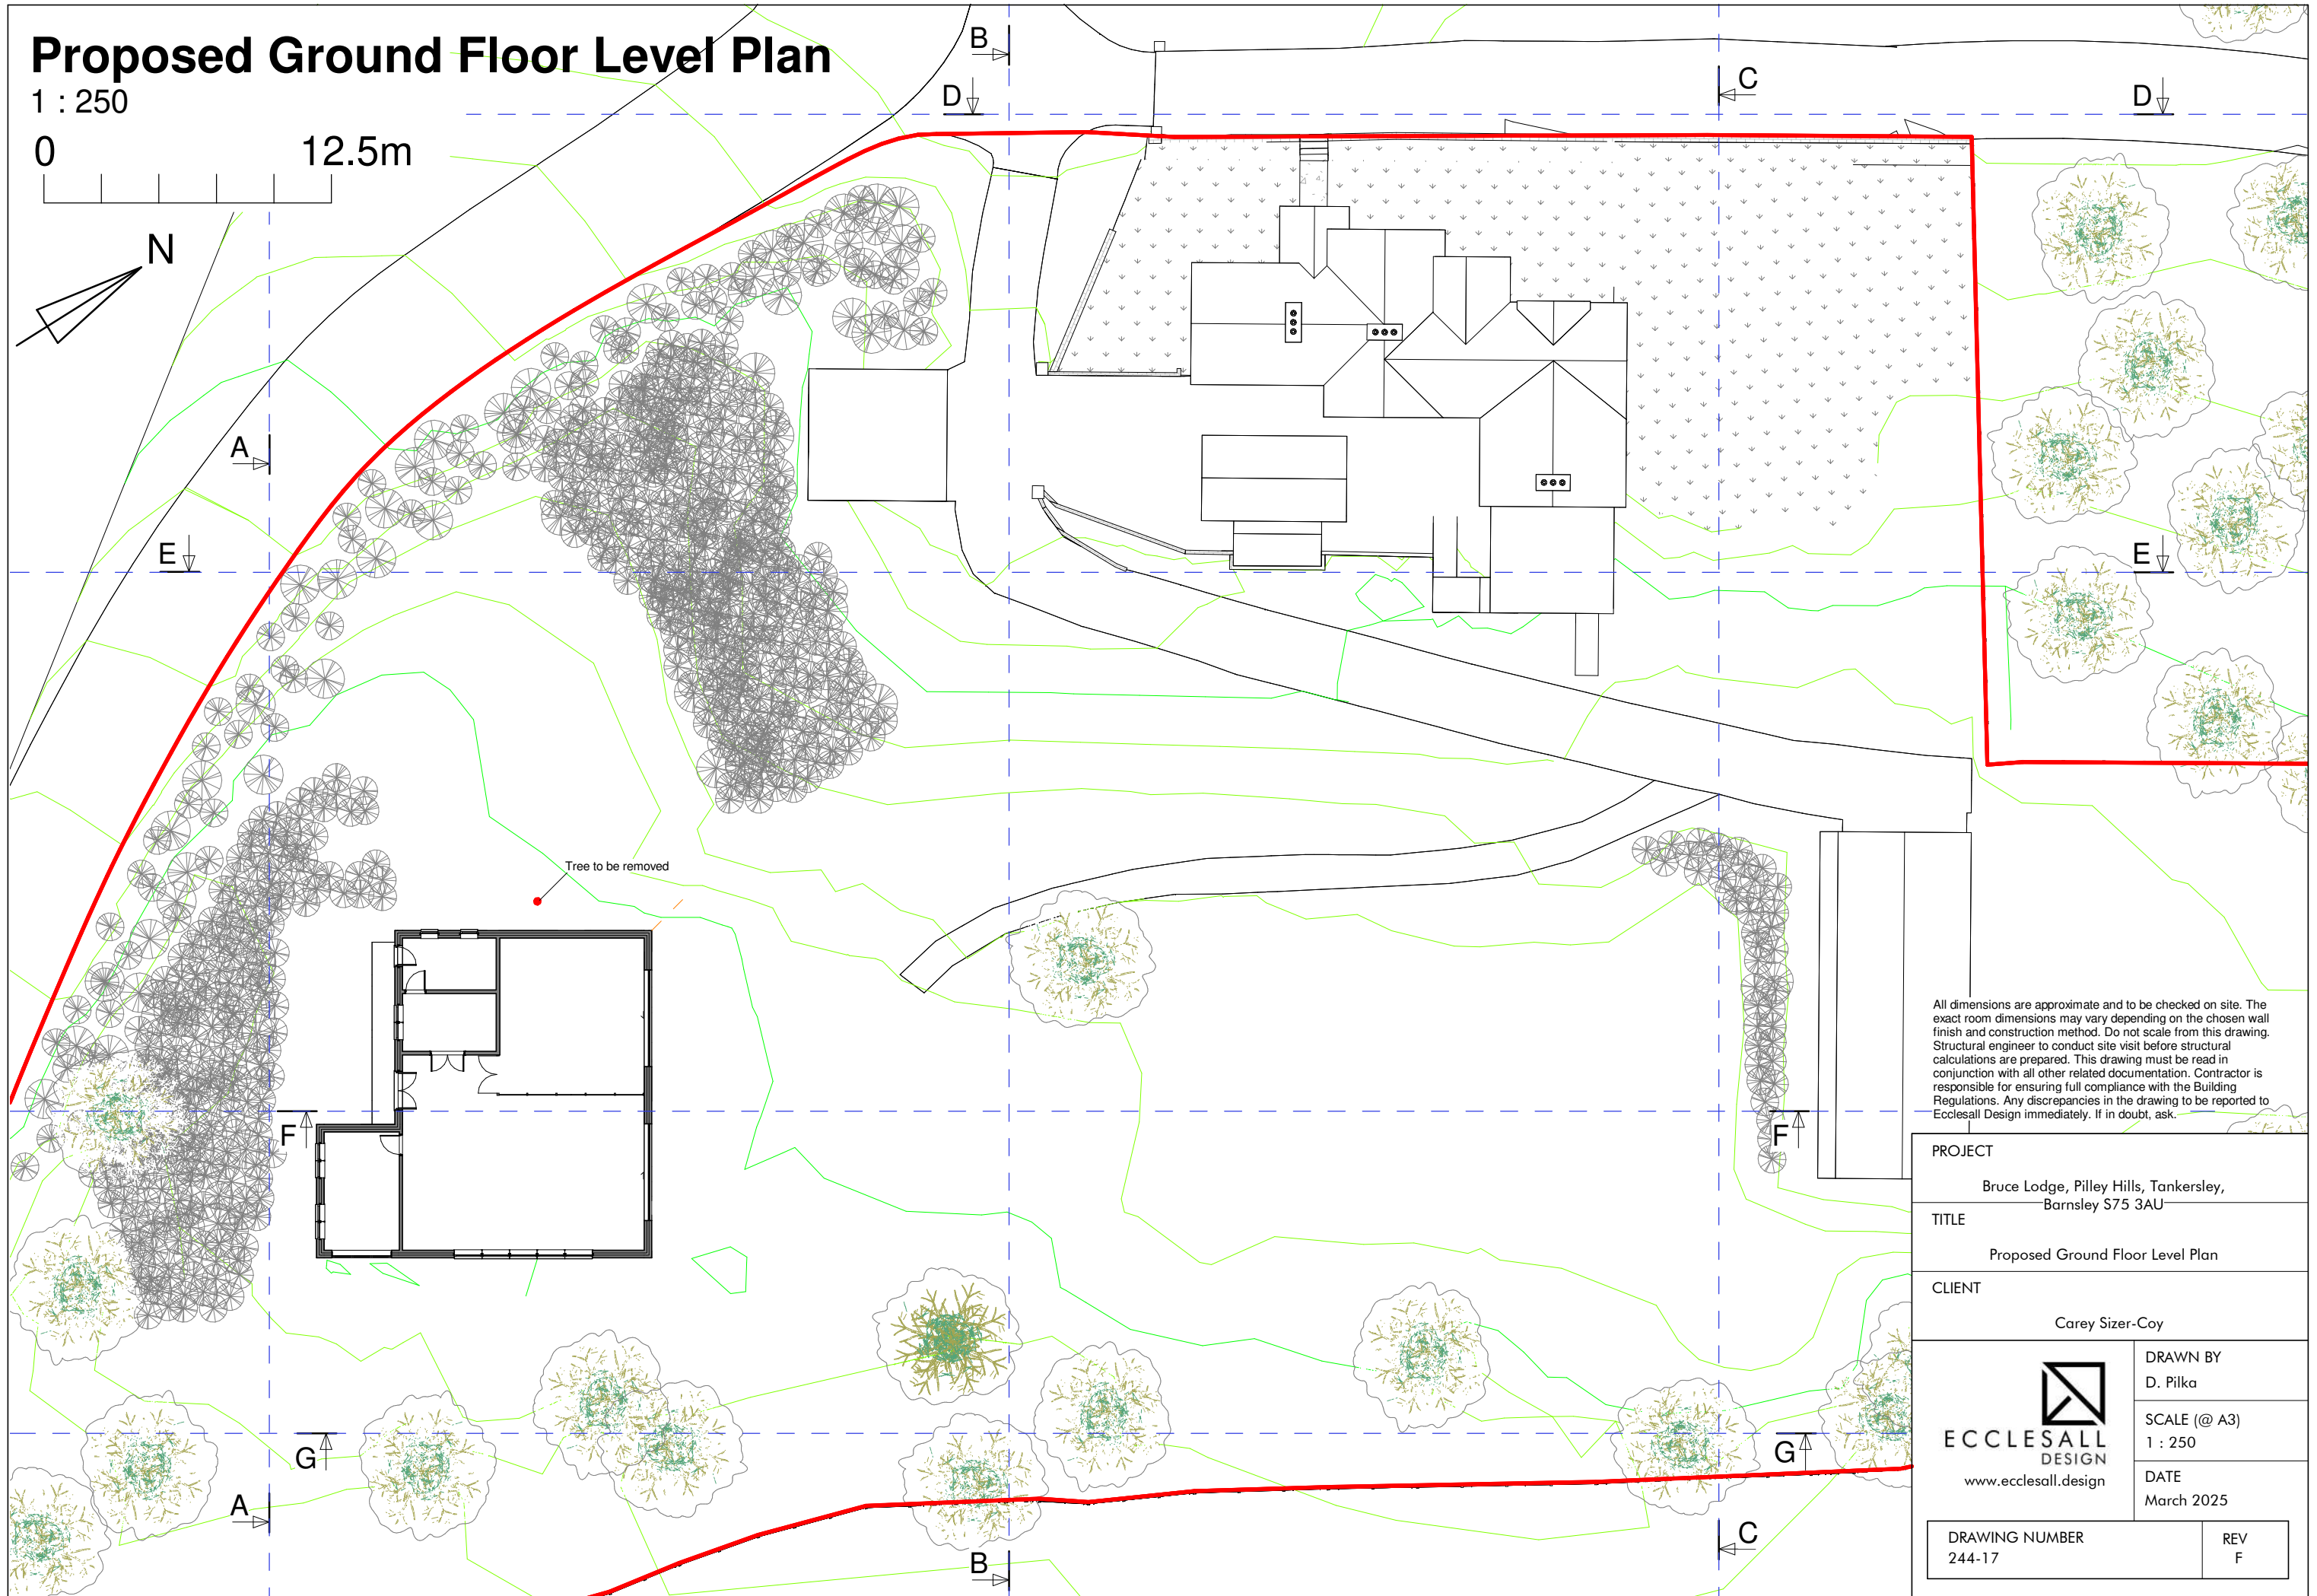 Proposed Ground Floor Level Plan
1 : 250
0 12.5m
N
B
D
C
D
A
E
E
Tree to be removed
F
F
G
G
A
B
C
All dimensions are approximate and to be checked on site. The
exact room dimensions may vary depending on the chosen wall
finish and construction method. Do not scale from this drawing.
Structural engineer to conduct site visit before structural
calculations are prepared. This drawing must be read in
conjunction with all other related documentation. Contractor is
responsible for ensuring full compliance with the Building
Regulations. Any discrepancies in the drawing to be reported to
Ecclesall Design immediately. If in doubt, ask.
PROJECT
Bruce Lodge, Pilley Hills, Tankersley,
Barnsley S75 3AU
TITLE
Proposed Ground Floor Level Plan
CLIENT
Carey Sizer-Coy
ECCLESALL
DESIGN
www.ecclesall.design
DRAWN BY
D. Pilka
SCALE (@ A3)
1 : 250
DATE
March 2025
DRAWING NUMBER
244-17
REV
F